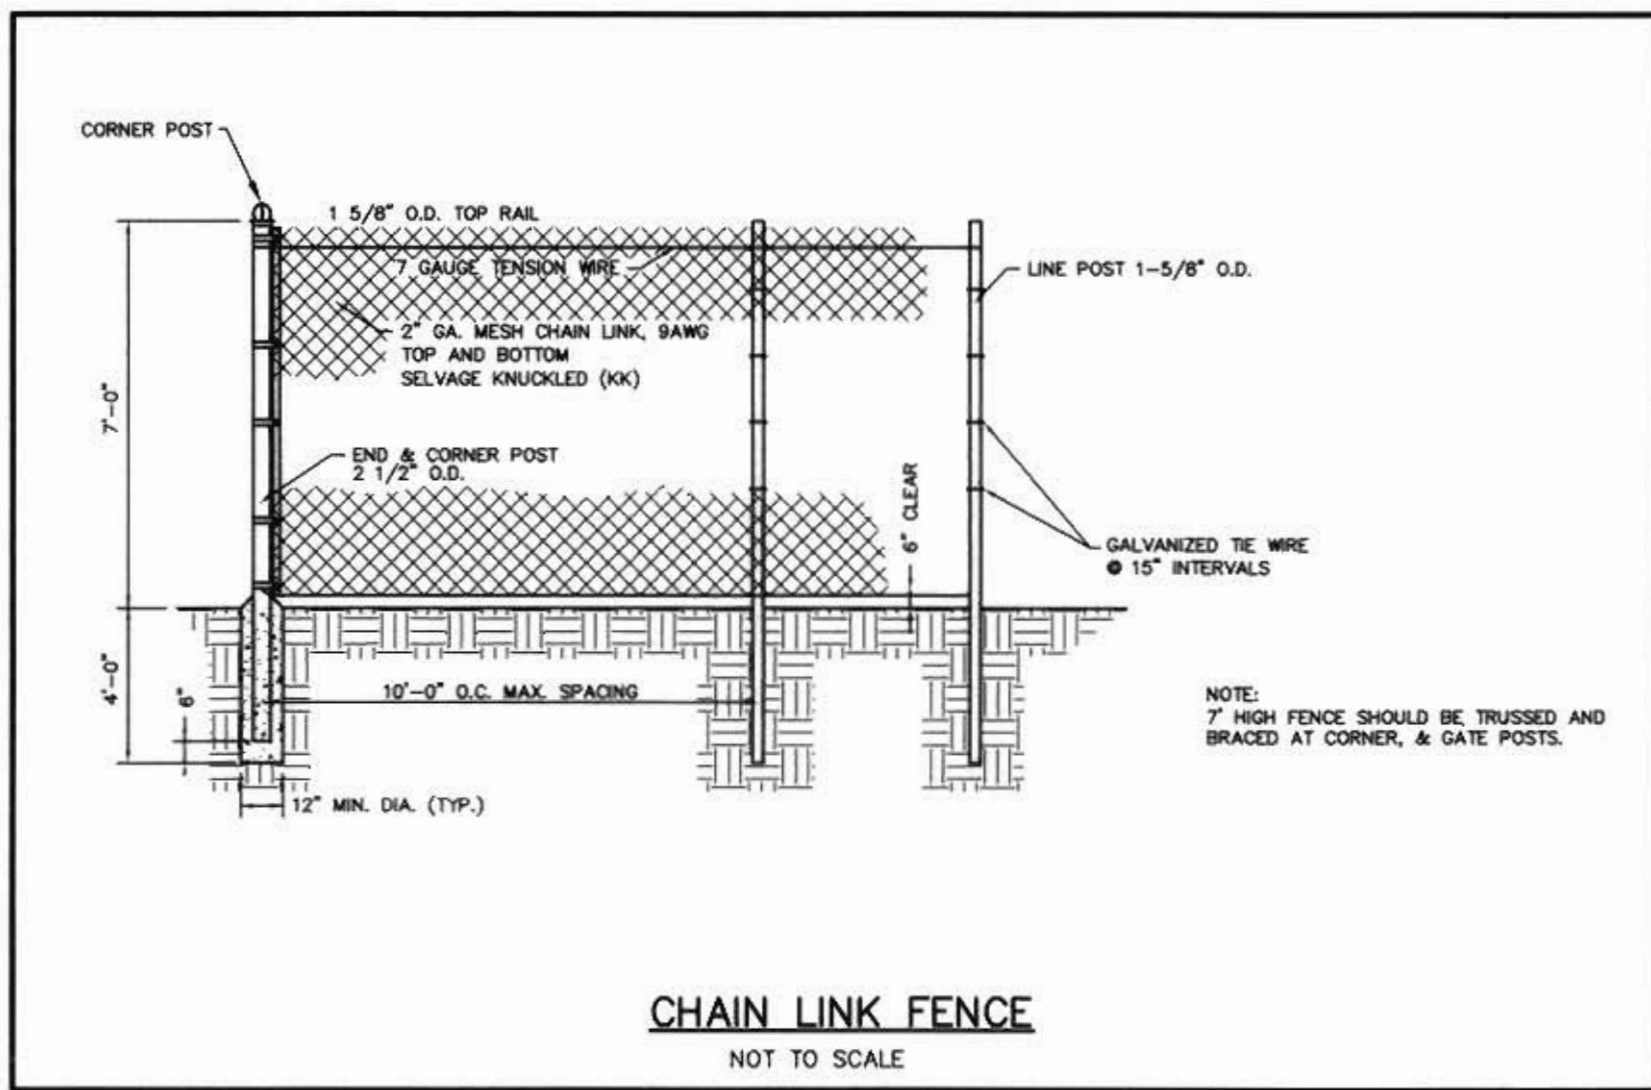 CORNER POST
1 5/8" O.D. TOP RAIL
7 GAUGE TENSION WIRE
LINE POST 1-5/8" O.D.
2" GA. MESH CHAIN LINK, 9AWG
TOP AND BOTTOM
SELVAGE KNUCKLED (KK)
7'-0"
END & CORNER POST
2 1/2" O.D.
6" CLEAR
GALVANIZED TIE WIRE
@ 15" INTERVALS
4'-0"
6"
10'-0" O.C. MAX. SPACING
NOTE:
7' HIGH FENCE SHOULD BE TRUSSED AND
BRACED AT CORNER, & GATE POSTS.
12" MIN. DIA. (TYP.)
CHAIN LINK FENCE
NOT TO SCALE